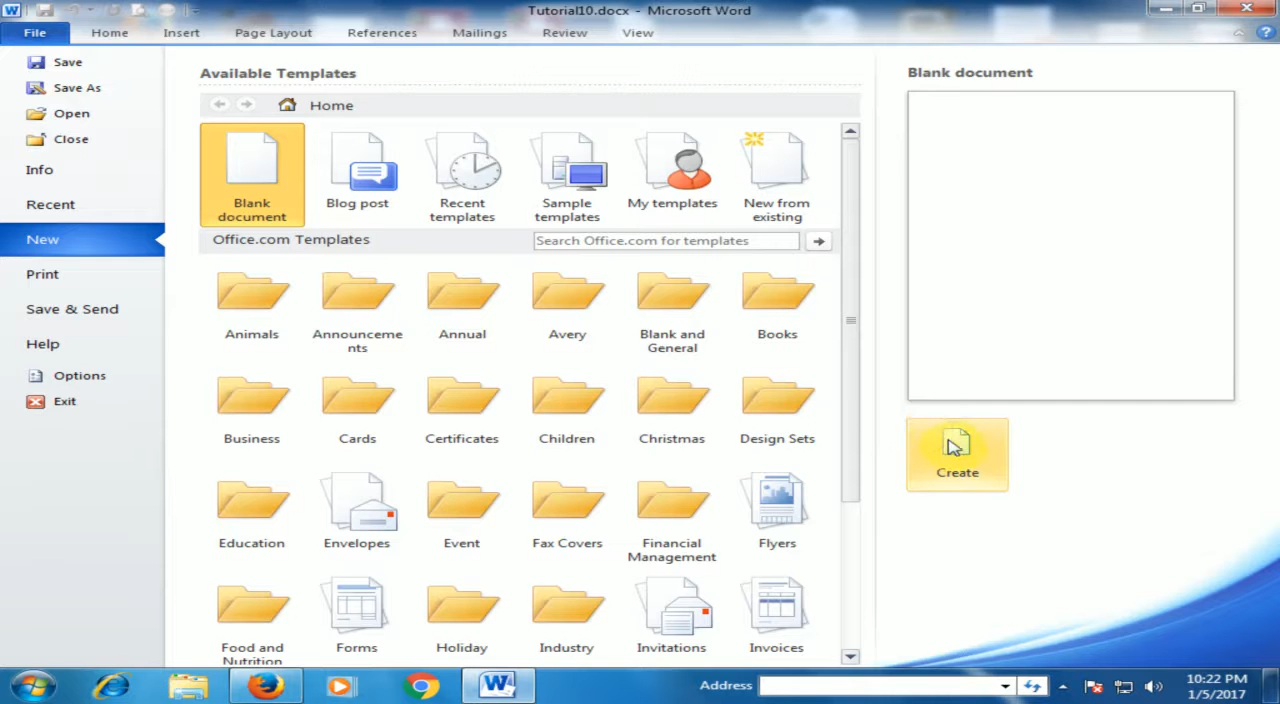 Tutorial10.docx - Microsoft Word
File Home Insert Page Layout References Mailings Review View
Save
Save As
Open
Close
Info
Recent
New
Print
Save & Send
Help
Options
Exit
Available Templates
Home
Blank document
Blog post
Recent templates
Sample templates
My templates
New from existing
Office.com Templates
Search Office.com for templates
Animals
Announceme
nts
Annual
Avery
Blank and
General
Books
Business
Cards
Certificates
Children
Christmas
Design Sets
Education
Envelopes
Event
Fax Covers
Financial
Management
Flyers
Food and
Nutrition
Forms
Holiday
Industry
Invitations
Invoices
Blank document
Create
Address
10:22 PM
1/5/2017